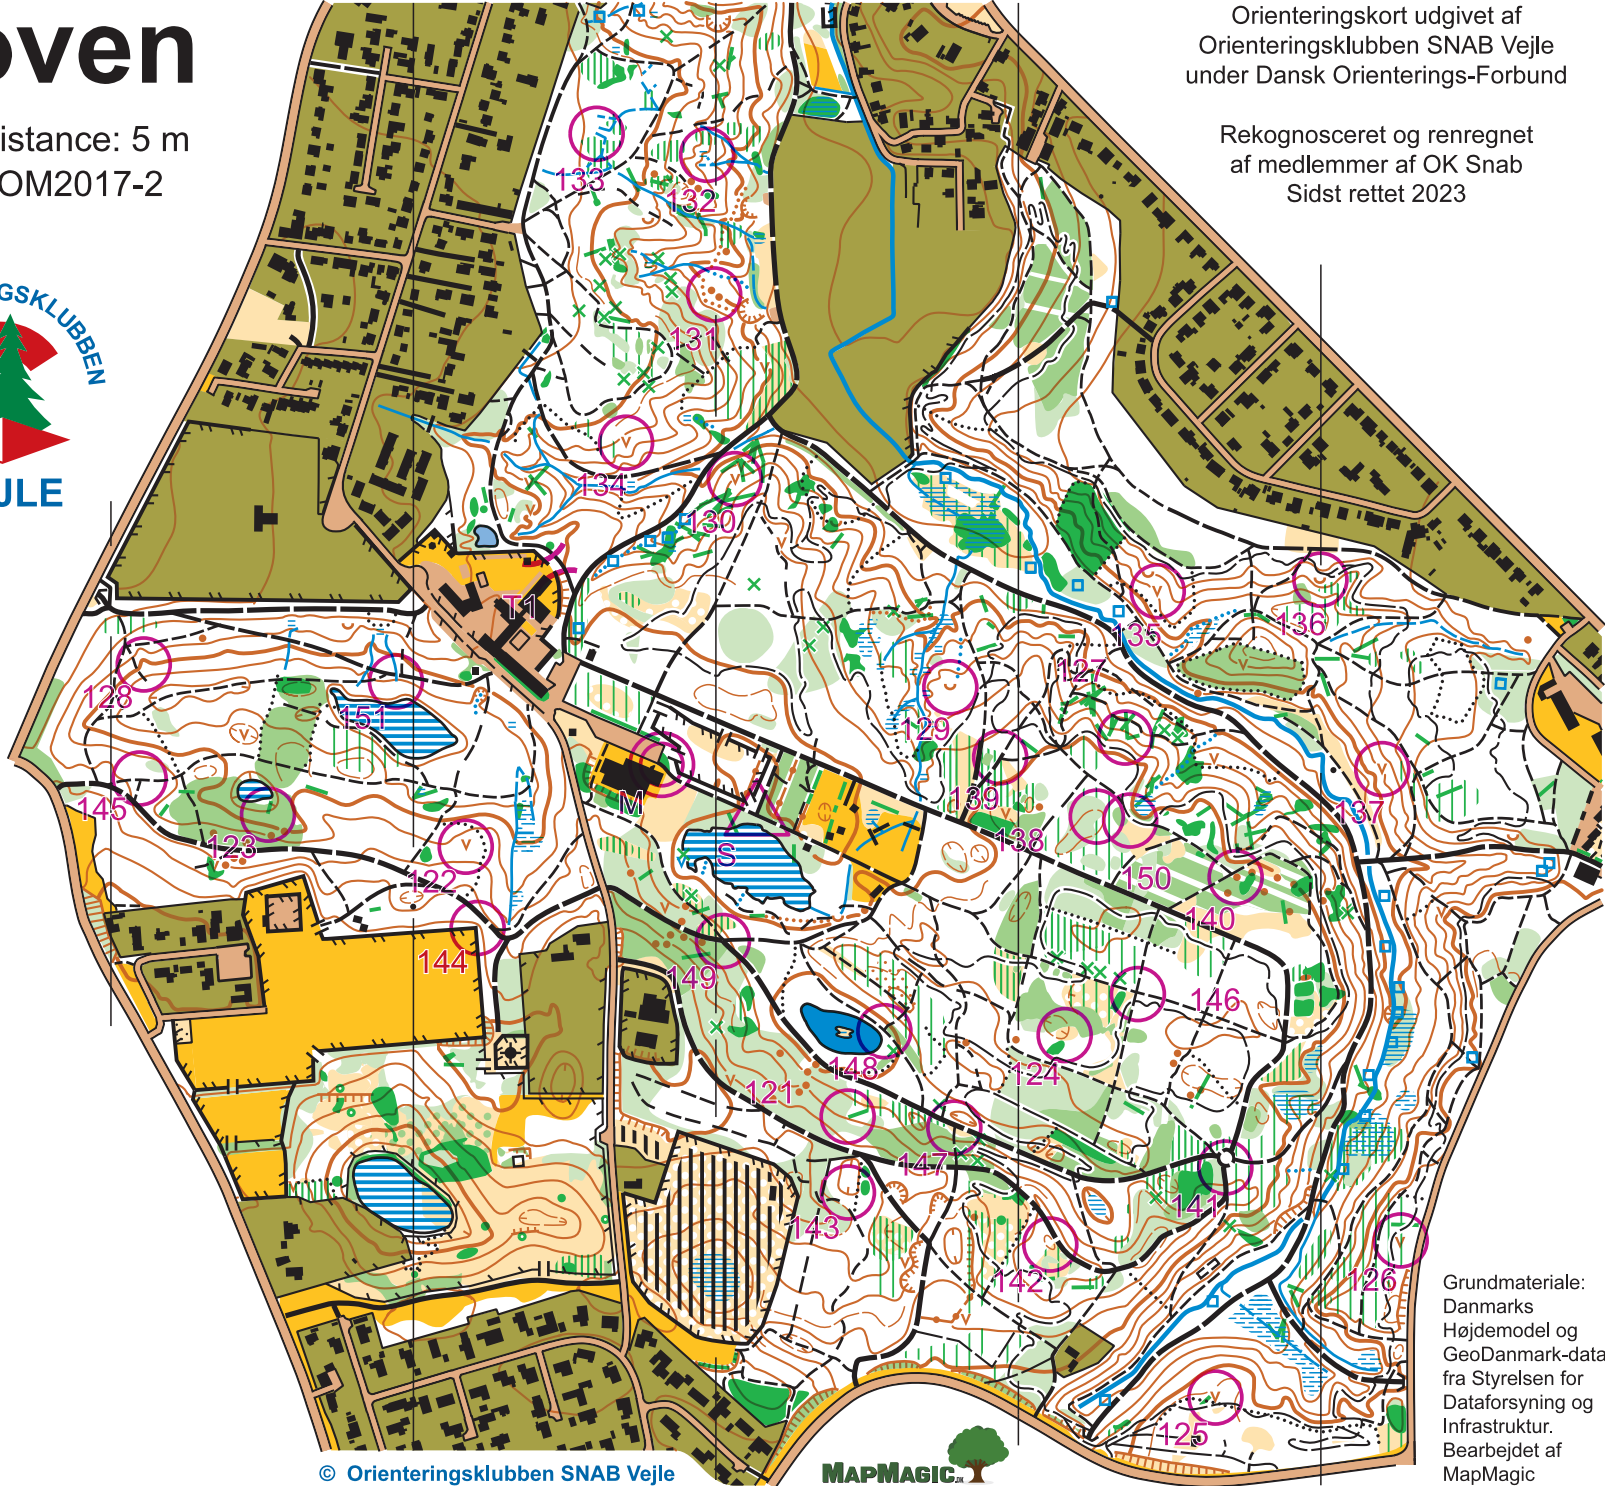 oven
istance: 5 m
OM2017-2
GSKLUBBEN
JLE
Orienteringskort udgivet af
Orienteringsklubben SNAB Vejle
under Dansk Orienterings-Forbund
Rekognosceret og renregnet
af medlemmer af OK Snab
Sidst rettet 2023
133
132
131
134
130
T1
135
136
127
128
151
129
145
M
139
137
123
S
138
122
150
140
144
149
146
148
121
124
147
141
143
142
126
125
Grundmateriale:
Danmarks
Højdemodel og
GeoDanmark-data
fra Styrelsen for
Dataforsyning og
Infrastruktur.
Bearbejdet af
MapMagic
© Orienteringsklubben SNAB Vejle
MAPMAGIC.DK